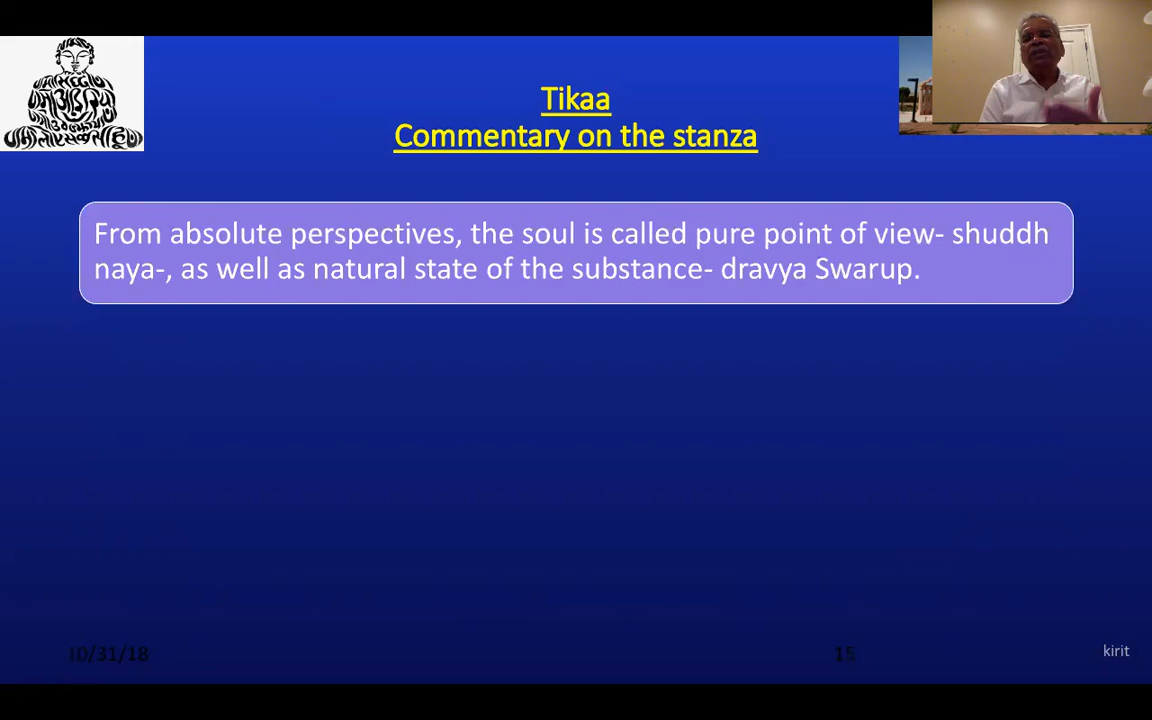 Tikaa
Commentary on the stanza
From absolute perspectives, the soul is called pure point of view- shuddh
naya-, as well as natural state of the substance- dravya Swarup.
10/31/18
15
kirit